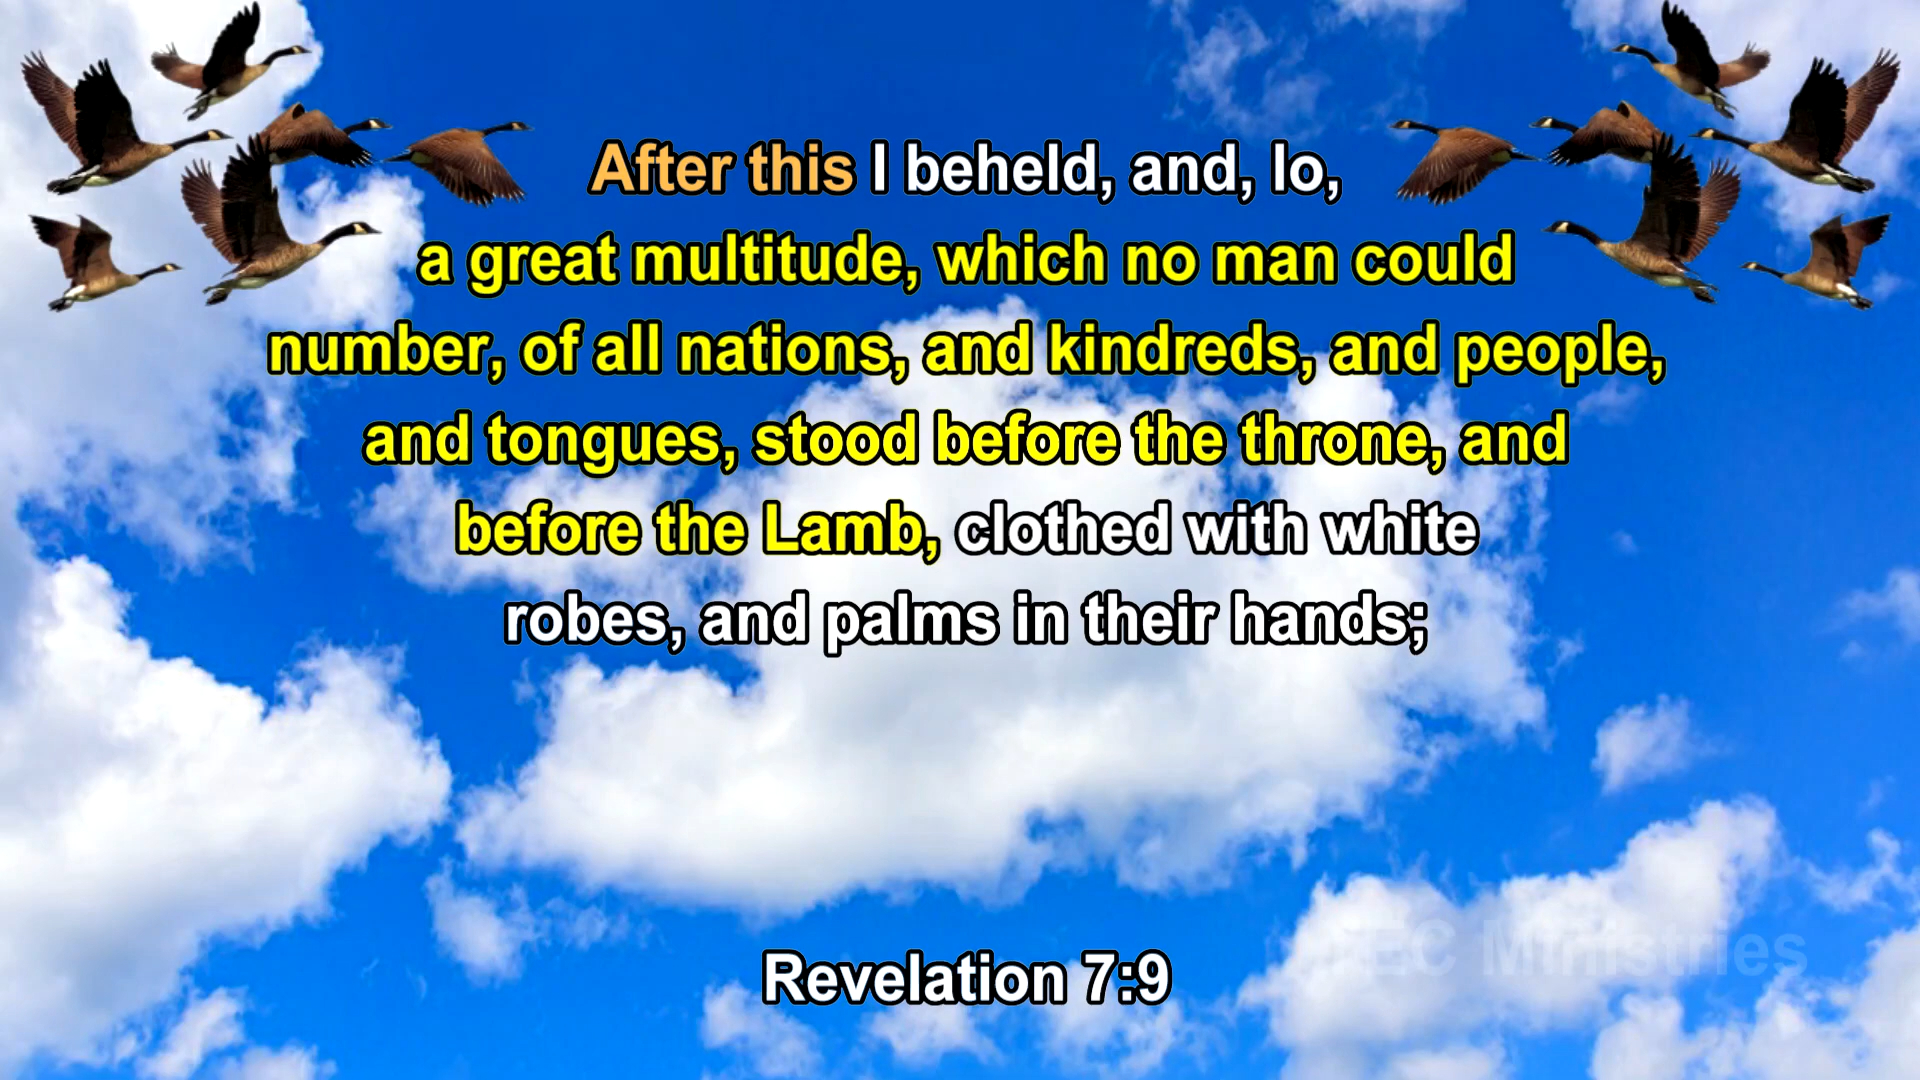 After this I beheld, and, lo,
a great multitude, which no man could
number, of all nations, and kindreds, and people,
and tongues, stood before the throne, and
before the Lamb, clothed with white
robes, and palms in their hands;
Revelation 7:9
Ministries